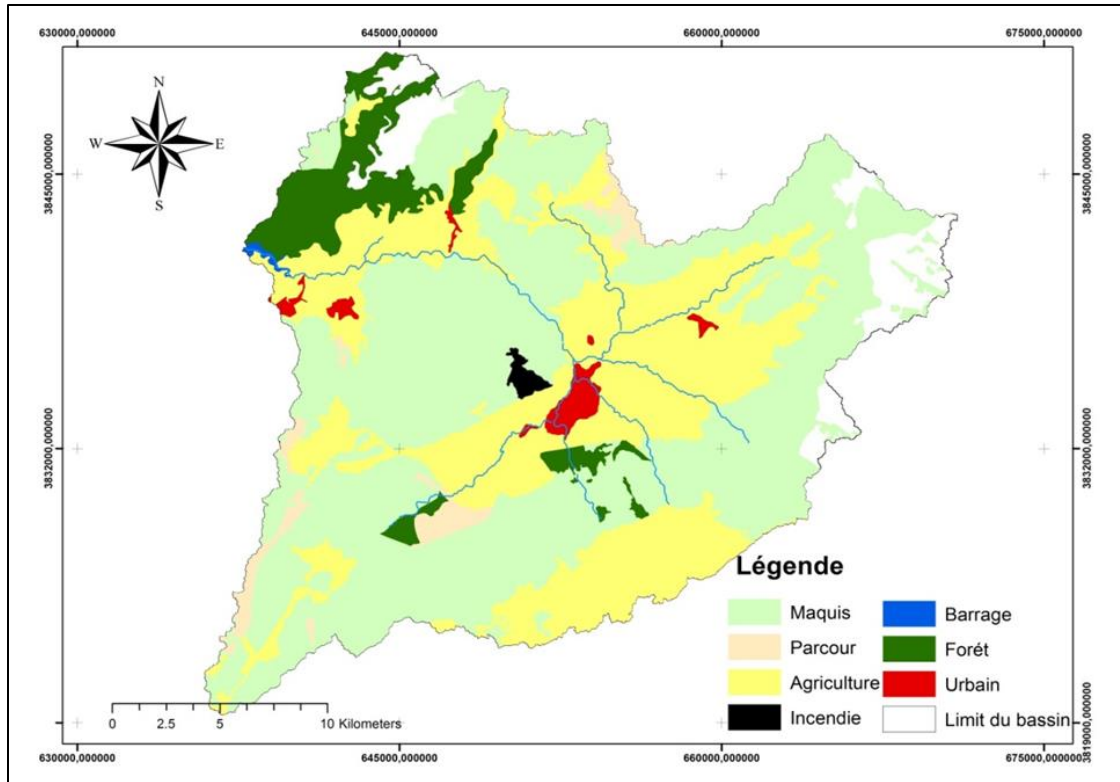 630000,000000 645000,000000 660000,000000 675000,000000
N
W E
S
3845000,000000 3845000,000000
3832000,000000 3832000,000000
3819000,000000
Légende
Maquis Barrage
Parcour Forét
Agriculture Urbain
Incendie Limit du bassin
0 2.5 5 10 Kilometers
630000,000000 645000,000000 660000,000000 675000,000000